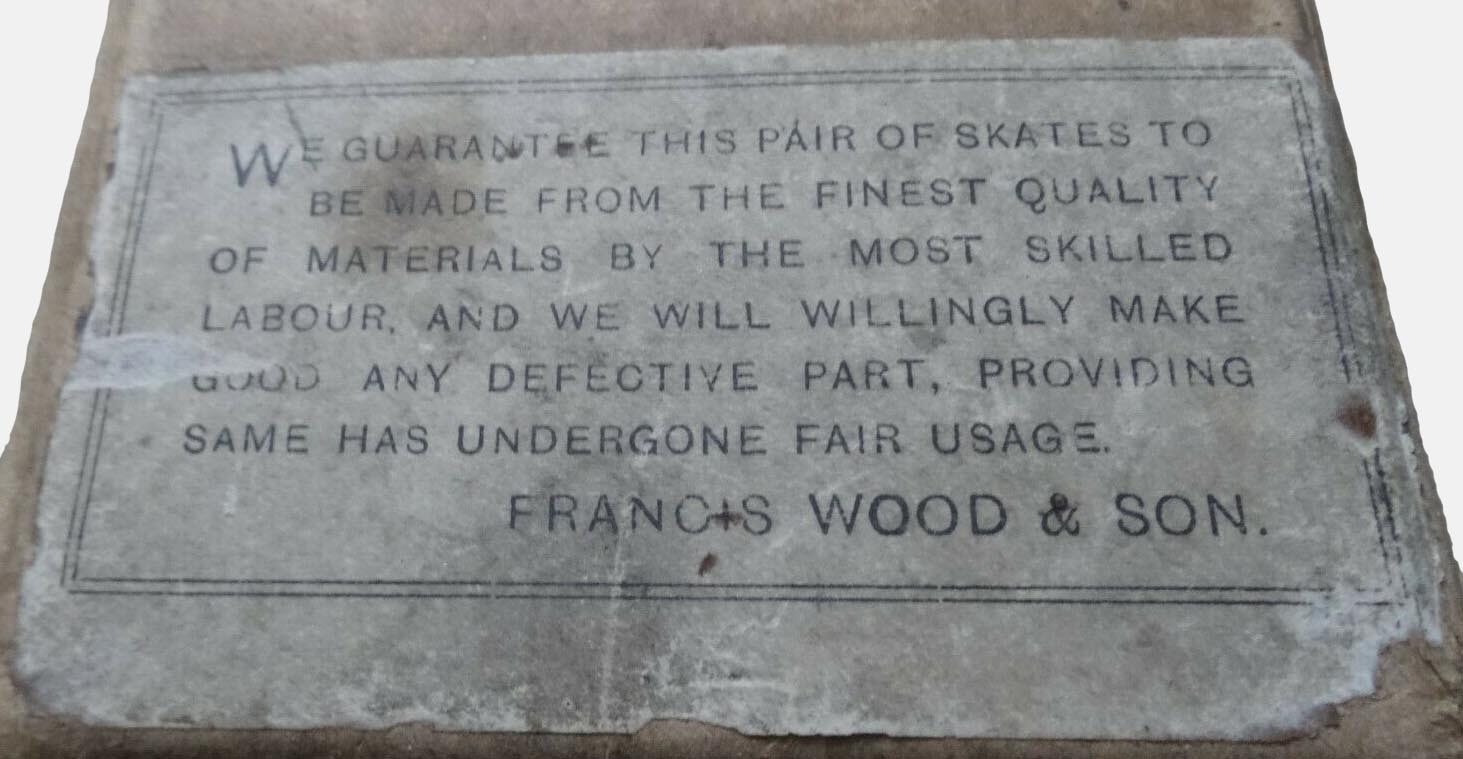 WE GUARANTEE THIS PAIR OF SKATES TO
BE MADE FROM THE FINEST QUALITY
OF MATERIALS BY THE MOST SKILLED
LABOUR, AND WE WILL WILLINGLY MAKE
GOOD ANY DEFECTIVE PART, PROVIDING
SAME HAS UNDERGONE FAIR USAGE.
FRANCIS WOOD & SON.